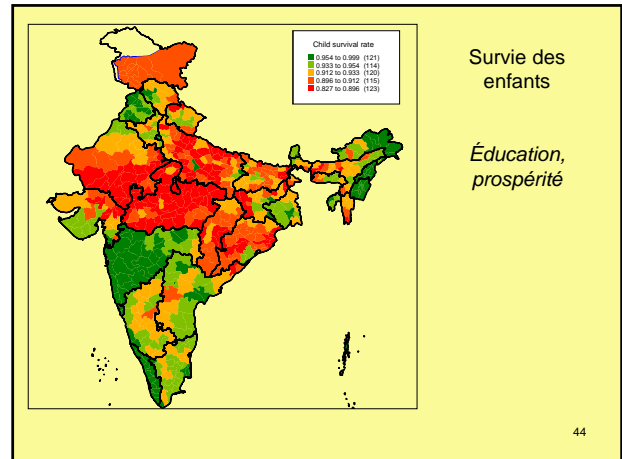 Child survival rate
0.954 to 0.999 (121)
0.933 to 0.954 (114)
0.912 to 0.933 (120)
0.896 to 0.912 (115)
0.827 to 0.896 (123)
Survie des
enfants
Éducation,
prospérité
44